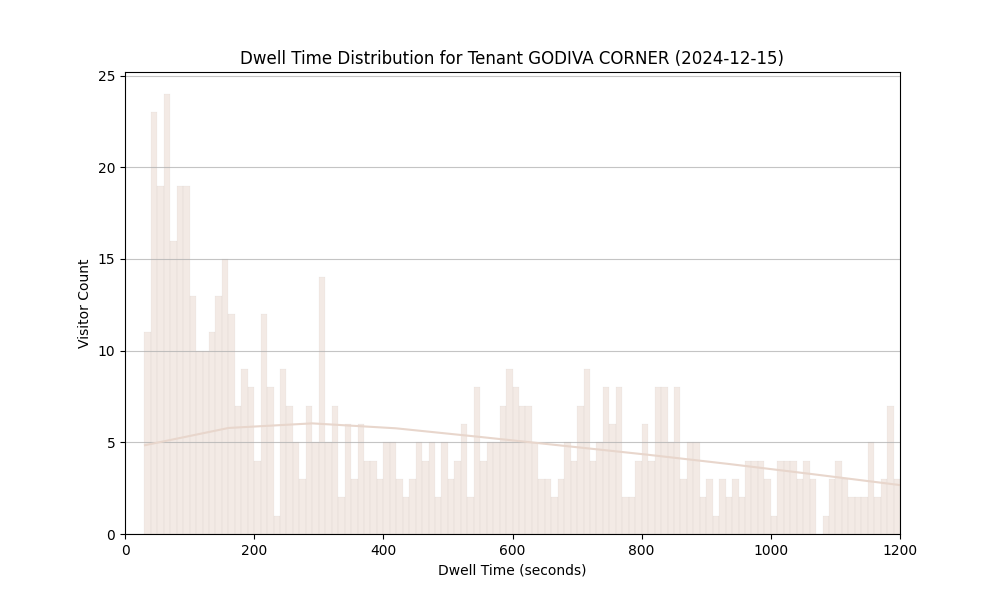 Dwell Time Distribution for Tenant GODIVA CORNER (2024-12-15)
25
20
15
10
5
0
Visitor Count
0 200 400 600 800 1000 1200
Dwell Time (seconds)